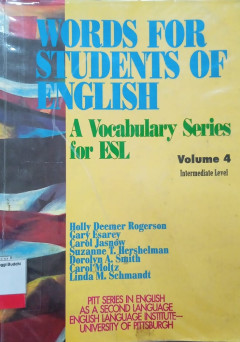 WORDS FOR
STUDENTS OF
ENGLISH
A Vocabulary Series
for ESL
Volume 4
Intermediate Level
Holly Deemer Rogerson
Gary Esarey
Carol Jasnow
Suzanne T. Hershelman
Dorolyn A. Smith
Carol Moltz
Linda M. Schmandt
PITT SERIES IN ENGLISH
AS A SECOND LANGUAGE
ENGLISH LANGUAGE INSTITUTE—
UNIVERSITY OF PITTSBURGH